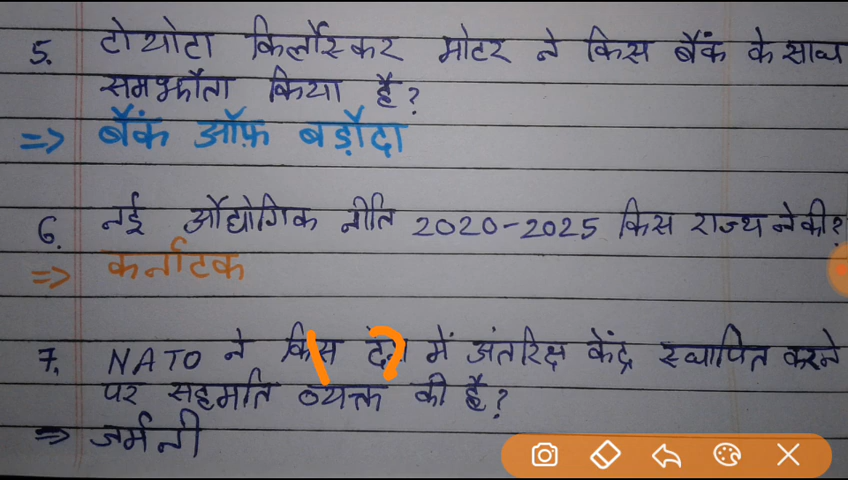 5. टोयोटा किर्लोस्कर मोटर ने किस बैंक के साथ
समझौता किया है?
=> बैंक ऑफ़ बड़ौदा
6. नई औद्योगिक नीति 2020-2025 किस राज्य ने की?
=> कर्नाटक
7. NATO ने किस में अंतरिक्ष केंद्र स्थापित करने
पर सहमति व्यक्त की है?
=> जर्मनी